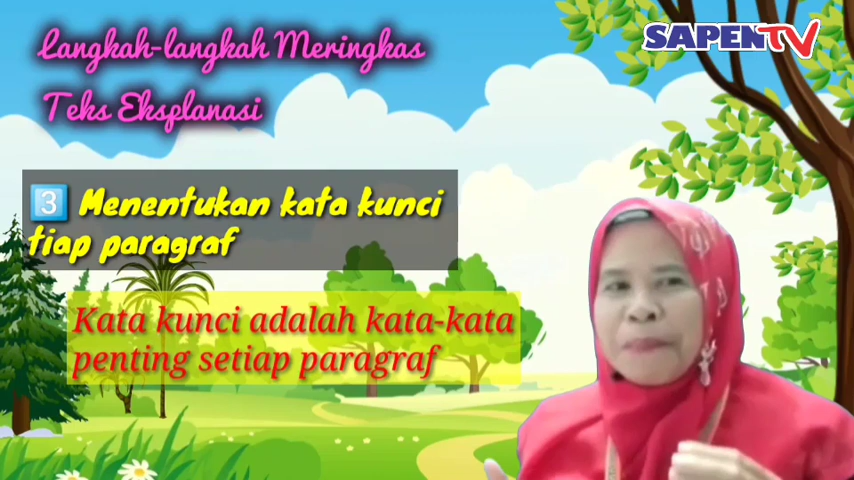 Langkah-langkah Meringkas
Teks Eksplanasi
SAPENTV
3 Menentukan kata kunci
tiap paragraf
Kata kunci adalah kata-kata
penting setiap paragraf